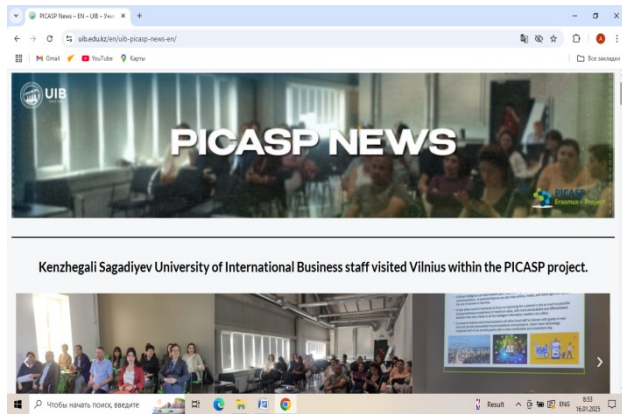 PICASP News – EN – UIB – Унив
uib.edu.kz/en/uib-picasp-news-en/
Gmail
YouTube
Карты
Все закладки
UIB
PICASP NEWS
PICASP
Erasmus+ Project
Kenzhegali Sagadiyev University of International Business staff visited Vilnius within the PICASP project.
Чтобы начать поиск, введите
Result
ENG
8:33
16.01.2025